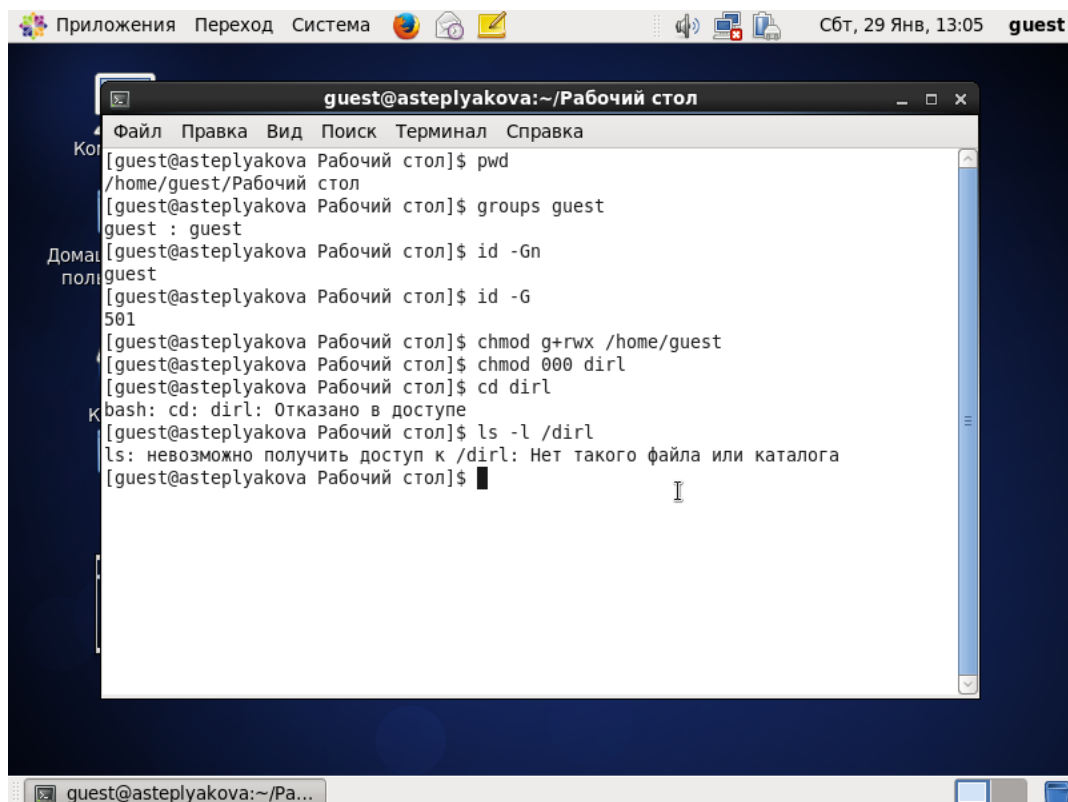 Приложения Переход Система Сбт, 29 Янв, 13:05 guest
guest@asteplyakova:~/Рабочий стол
Файл Правка Вид Поиск Терминал Справка
[guest@asteplyakova Рабочий стол]$ pwd
/home/guest/Рабочий стол
[guest@asteplyakova Рабочий стол]$ groups guest
guest : guest
[guest@asteplyakova Рабочий стол]$ id -Gn
guest
[guest@asteplyakova Рабочий стол]$ id -G
501
[guest@asteplyakova Рабочий стол]$ chmod g+rwx /home/guest
[guest@asteplyakova Рабочий стол]$ chmod 000 dirl
[guest@asteplyakova Рабочий стол]$ cd dirl
bash: cd: dirl: Отказано в доступе
[guest@asteplyakova Рабочий стол]$ ls -l /dirl
ls: невозможно получить доступ к /dirl: Нет такого файла или каталога
[guest@asteplyakova Рабочий стол]$
guest@asteplyakova:~/Ра...